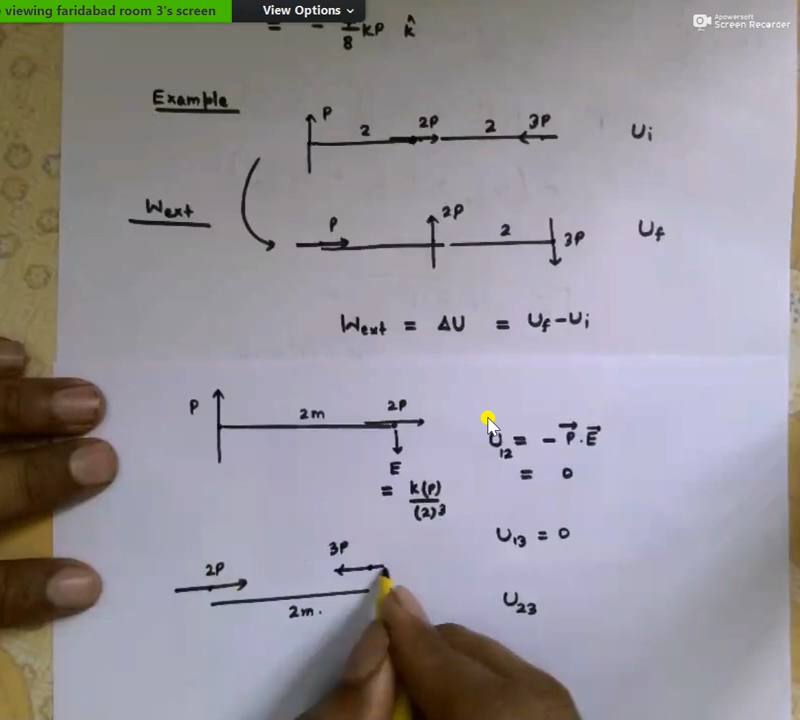 viewing faridabad room 3's screen View Options
Apowersoft
Screen Recorder
= - 1/8 KP k̂
Example
P 2 2P 2 3P Ui
Wext
P 2P 2 3P Uf
Wext = ΔU = Uf - Ui
P 2m 2P
U12 = - P⃗. E⃗
E = 0
= k(P)/(2)³
U13 = 0
2P 3P
2m. U23